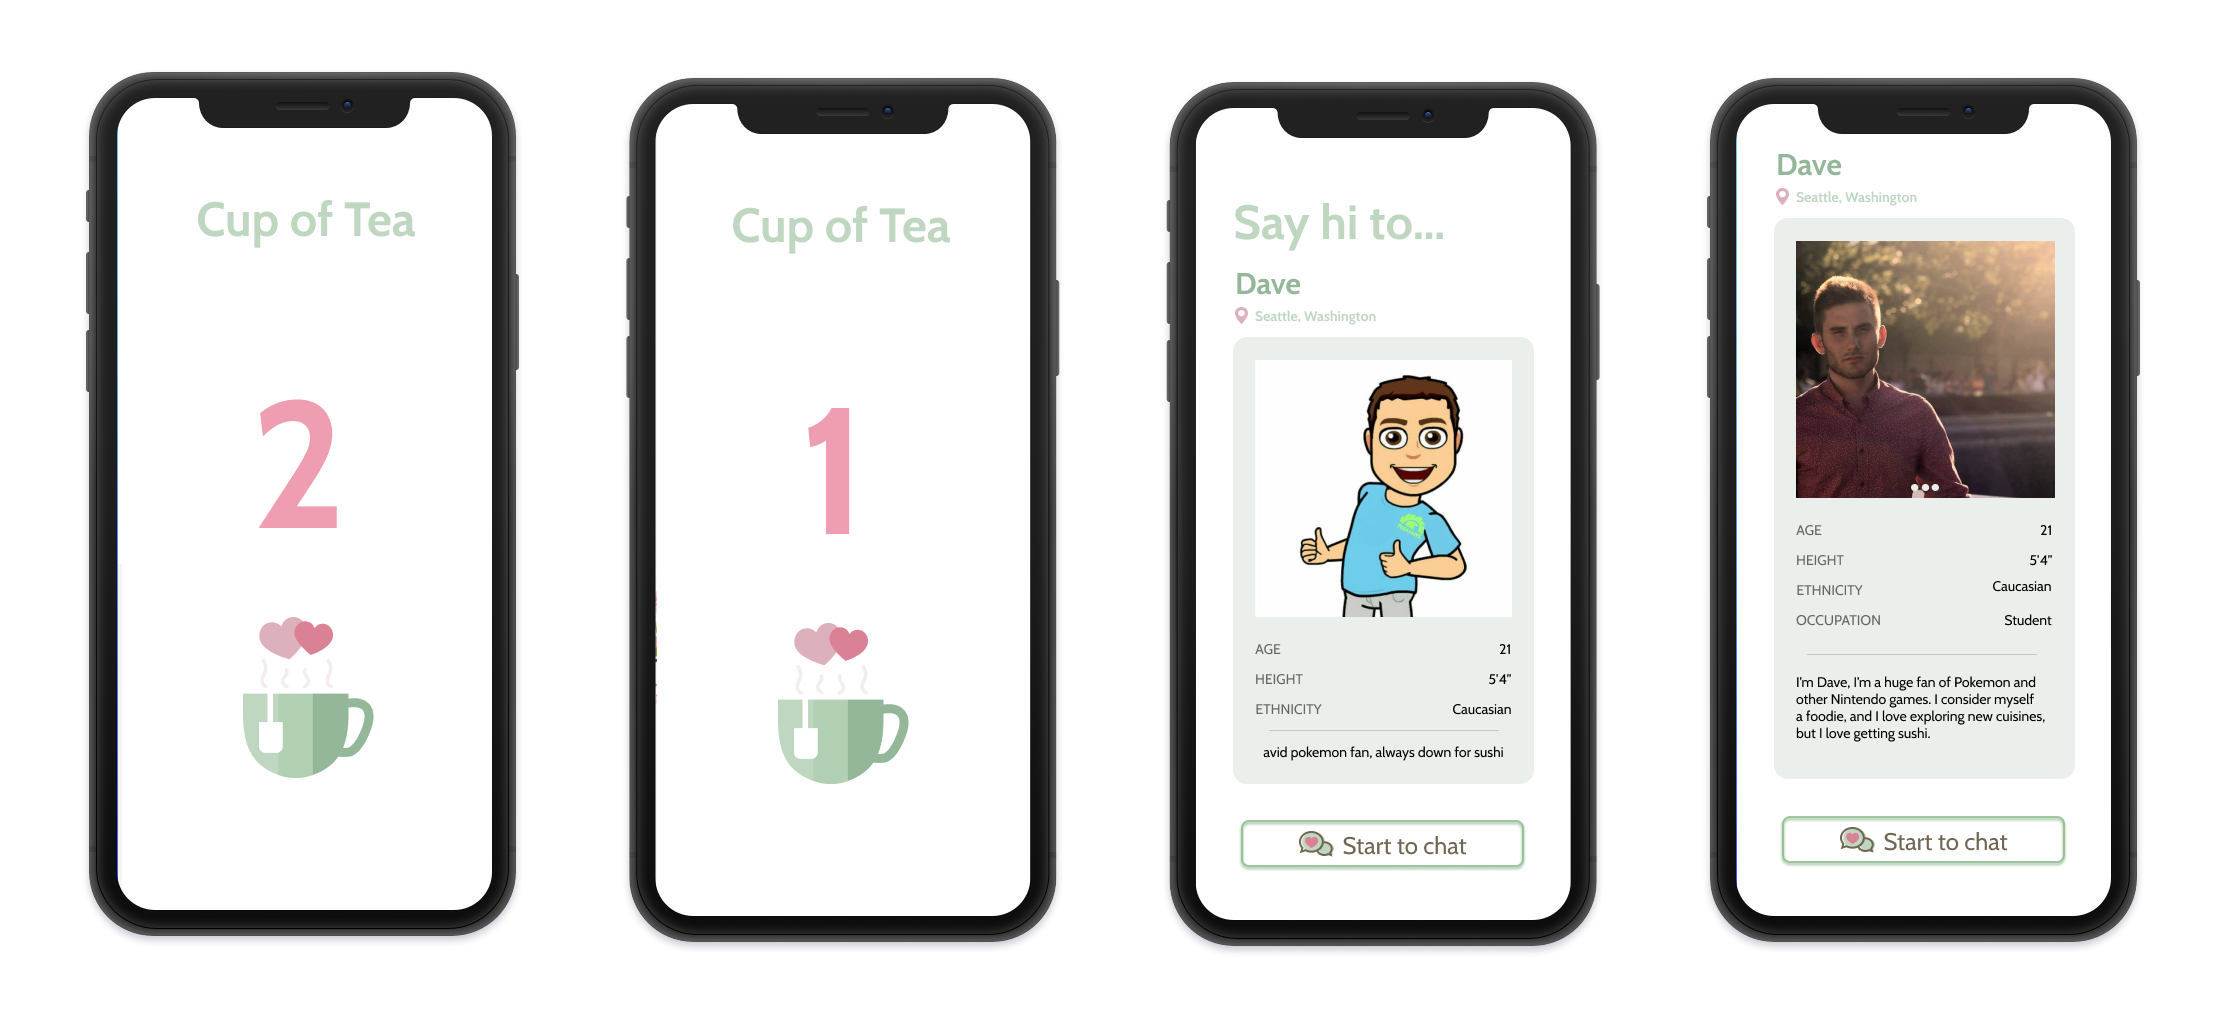 Cup of Tea
2
Cup of Tea
1
Say hi to...
Dave
Seattle, Washington
AGE 21
HEIGHT 5'4"
ETHNICITY Caucasian
avid pokemon fan, always down for sushi
Start to chat
Dave
Seattle, Washington
AGE 21
HEIGHT 5'4"
ETHNICITY Caucasian
OCCUPATION Student
I'm Dave, I'm a huge fan of Pokemon and
other Nintendo games. I consider myself
a foodie, and I love exploring new cuisines,
but I love getting sushi.
Start to chat